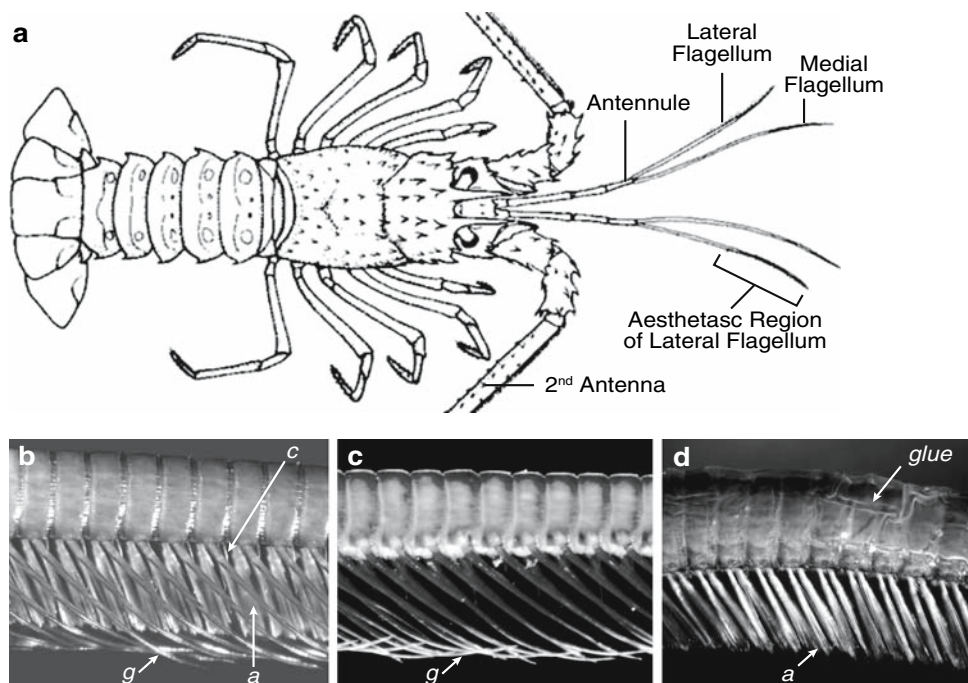 a
Lateral
Flagellum
Medial
Flagellum
Antennule
Aesthetasc Region
of Lateral Flagellum
2nd Antenna
b
c
g
a
c
g
d
glue
a